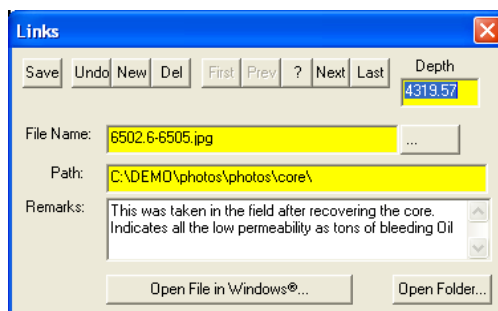 Links
Save Undo New Del First Prev ? Next Last Depth
4319.57
File Name: 6502.6-6505.jpg ...
Path: C:\DEMO\photos\photos\core\
Remarks: This was taken in the field after recovering the core.
Indicates all the low permeability as tons of bleeding Oil
Open File in Windows®... Open Folder...